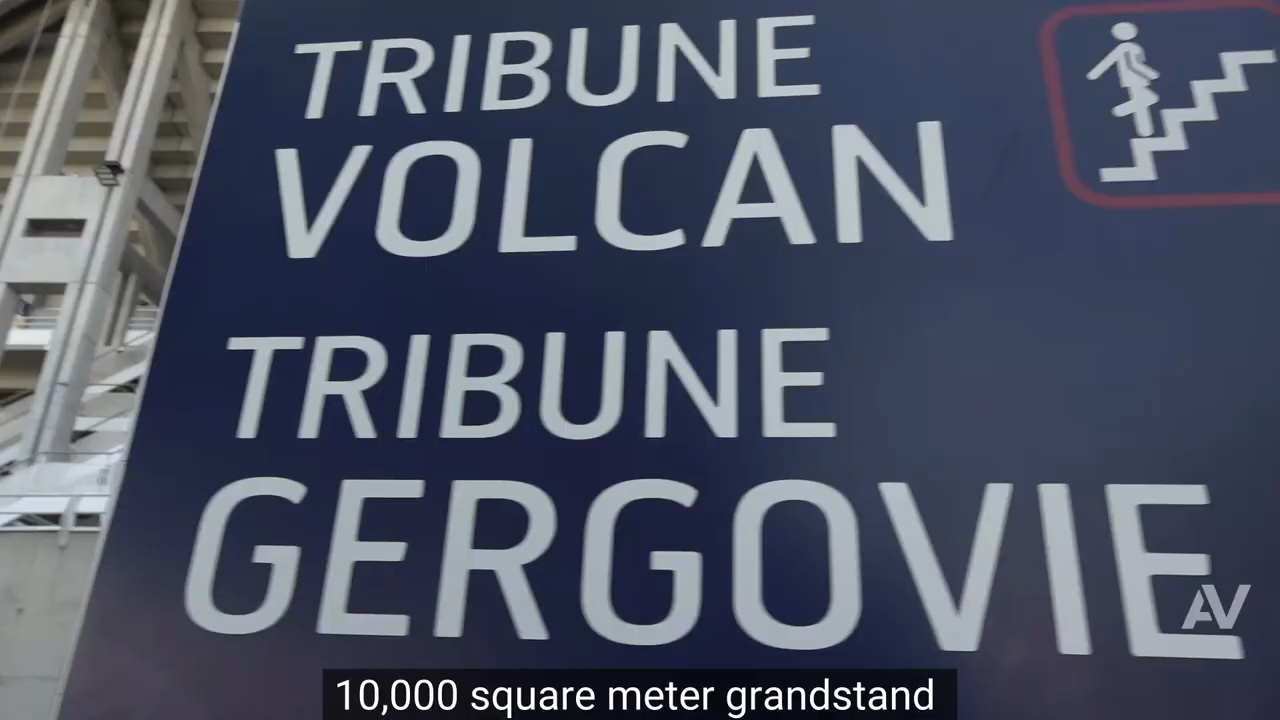 TRIBUNE
VOLCAN
TRIBUNE
GERGOVIE
AV
10,000 square meter grandstand